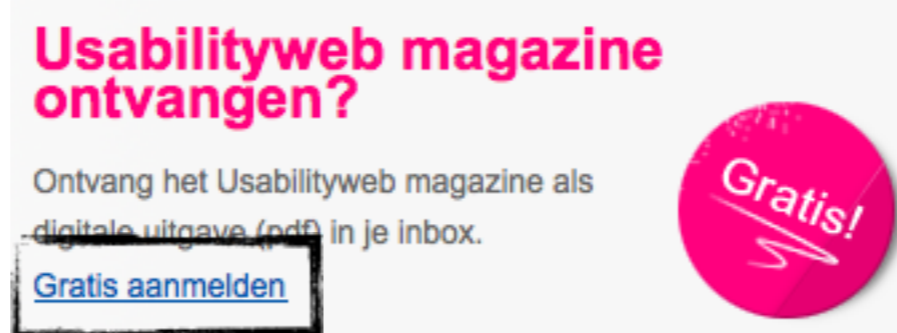 Usabilityweb magazine
ontvangen?
Ontvang het Usabilityweb magazine als
digitale uitgave (pdf) in je inbox.
Gratis aanmelden
Gratis!